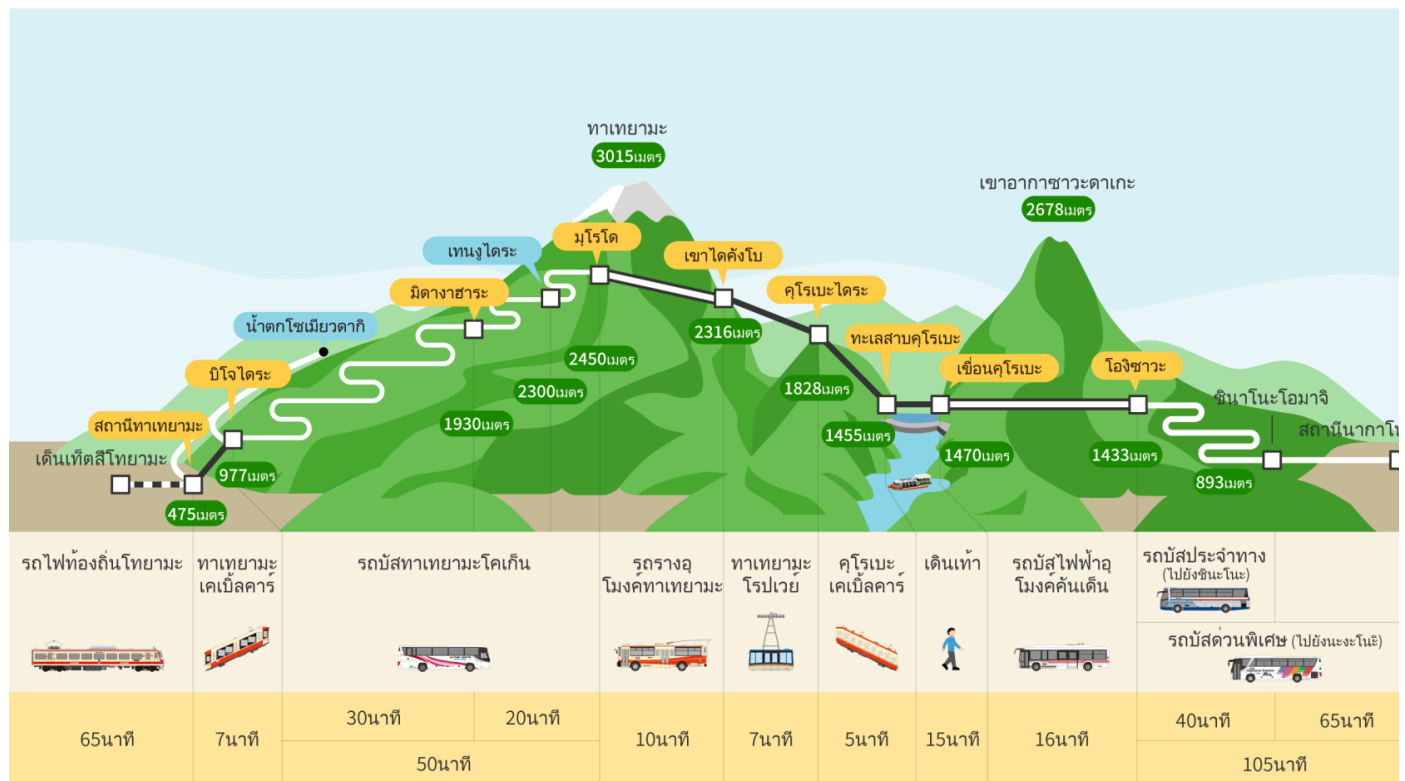 ทาเทยามะ
3015เมตร
เขาอากาซาวะดาเกะ
2678เมตร
มุโรโด
เทนงูไดระ
เขาไดคังโบ
มิดางาฮาระ
คุโรเบะไดระ
น้ำตกโชเมียวดากิ
2316เมตร
ทะเลสาบคุโรเบะ
2450เมตร
บิโจไดระ
เขื่อนคุโรเบะ
โองิซาวะ
1828เมตร
2300เมตร
ชินาโนะโอมาจิ
สถานีทาเทยามะ
1930เมตร
1455เมตร
สถานีนากาโน
เด็นเท็ตสึโทยามะ
977เมตร
1470เมตร
1433เมตร
893เมตร
475เมตร
รถไฟท้องถิ่นโทยามะ
ทาเทยามะ
เคเบิ้ลคาร์
รถบัสทาเทยามะโคเก็น
รถรางอุ
โมงค์ทาเทยามะ
ทาเทยามะ
โรปเวย์
คุโรเบะ
เคเบิ้ลคาร์
เดินเท้า
รถบัสไฟฟ้าอุ
โมงค์คันเด็น
รถบัสประจำทาง
(ไปยังชินะโนะ)
รถบัสด่วนพิเศษ (ไปยังนะงะโนะ)
65นาที
7นาที
30นาที
20นาที
50นาที
10นาที
7นาที
5นาที
15นาที
16นาที
40นาที
65นาที
105นาที